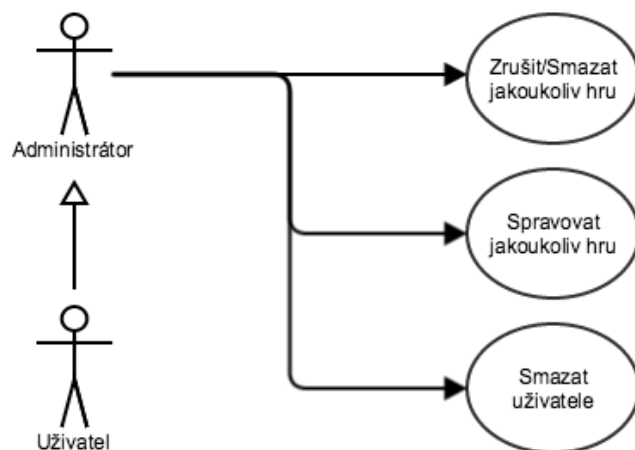 Administrátor
Zrušit/Smazat
jakoukoliv hru
Spravovat
jakoukoliv hru
Smazat
uživatele
Uživatel